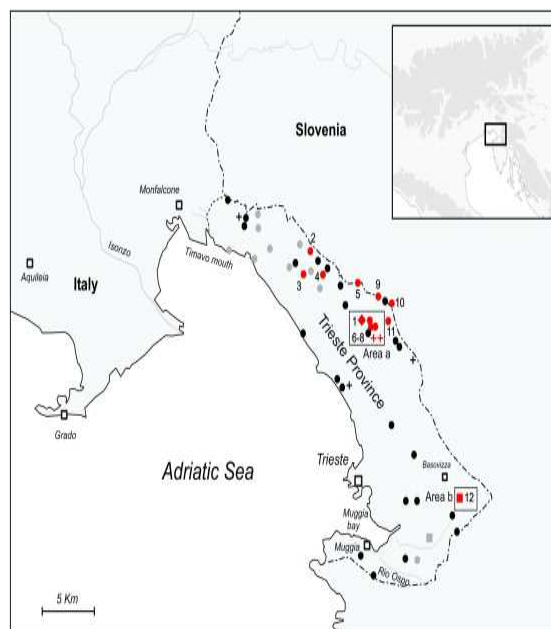 Slovenia
Monfalcone
Isonzo
Timavo mouth
2
Aquileia
Italy
3
4
5
9
10
1
6-8
11
Area a
Trieste Province
Grado
Adriatic Sea
Trieste
Basovizza
Area b
12
Muggia
bay
Muggia
Rio Ospo
5 Km